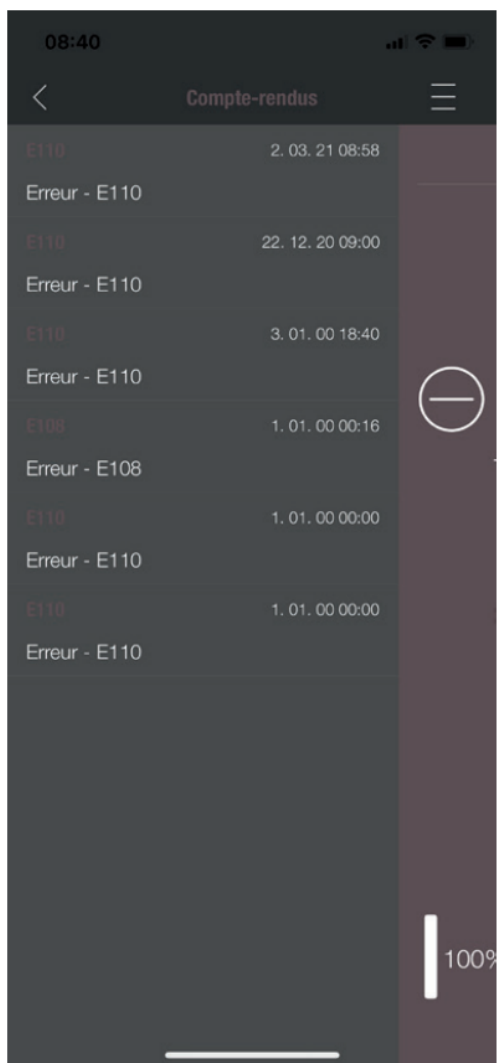 08:40
Compte-rendus
E110 2. 03. 21 08:58
Erreur - E110
E110 22. 12. 20 09:00
Erreur - E110
E110 3. 01. 00 18:40
Erreur - E110
E108 1. 01. 00 00:16
Erreur - E108
E110 1. 01. 00 00:00
Erreur - E110
E110 1. 01. 00 00:00
Erreur - E110
100%